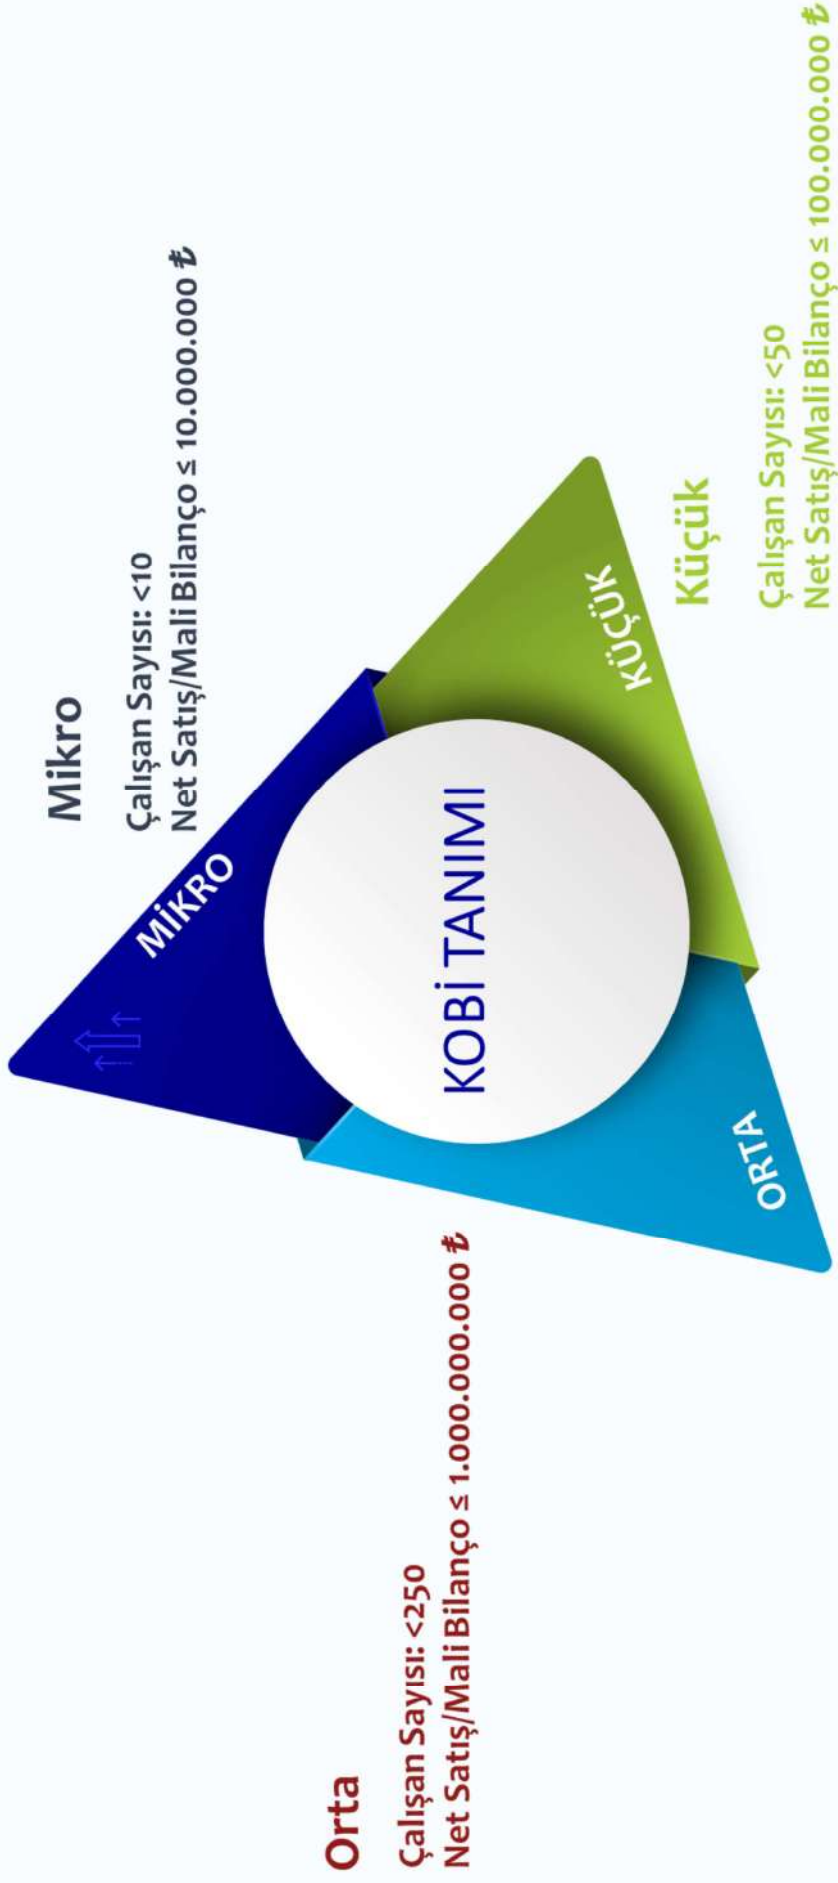 Mikro
Çalışan Sayısı: <10
Net Satış/Mali Bilanço ≤ 10.000.000 ₺
MİKRO
Orta
Çalışan Sayısı: <250
Net Satış/Mali Bilanço ≤ 1.000.000.000 ₺
KOBİ TANIMI
ORTA
KÜÇÜK
Küçük
Çalışan Sayısı: <50
Net Satış/Mali Bilanço ≤ 100.000.000 ₺